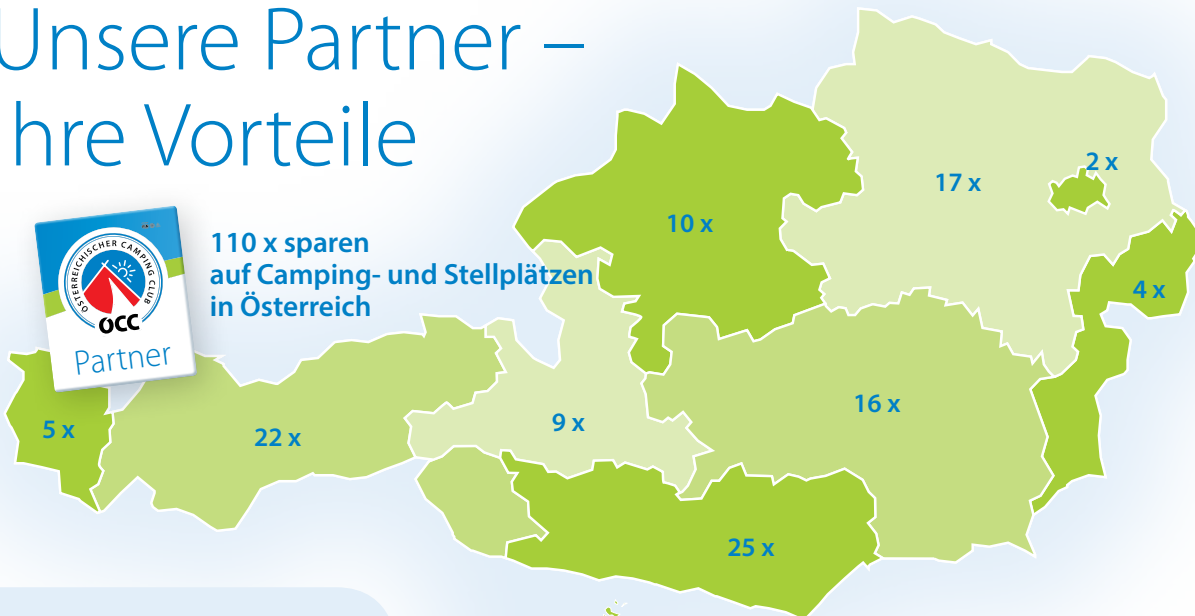 Unsere Partner –
hre Vorteile
110 x sparen
auf Camping- und Stellplätzen
in Österreich
ÖSTERREICHISCHER CAMPING CLUB
ÖCC
Partner
17 x
2 x
10 x
4 x
16 x
9 x
5 x
22 x
25 x